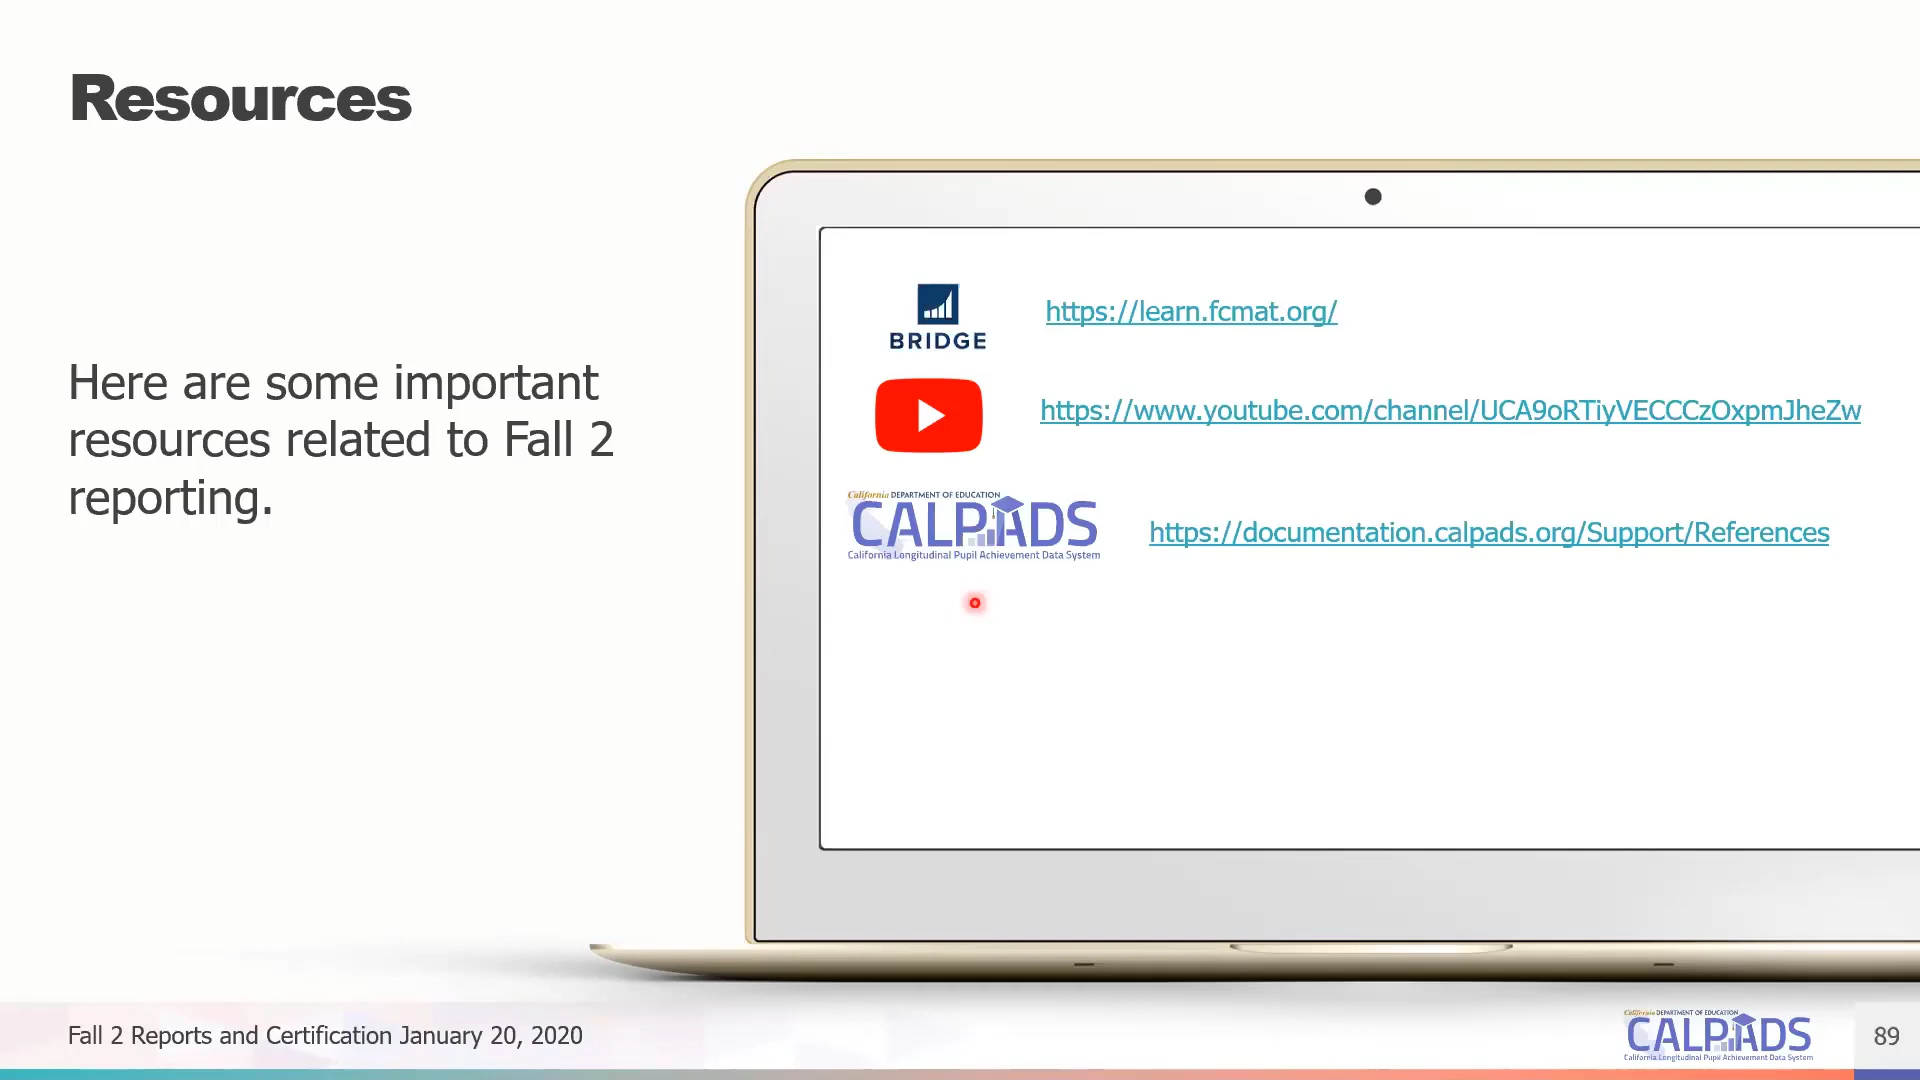 Resources
Here are some important
resources related to Fall 2
reporting.
BRIDGE
https://learn.fcmat.org/
https://www.youtube.com/channel/UCA9oRTiyVECCCzOxpmJheZw
California DEPARTMENT OF EDUCATION
CALPADS
California Longitudinal Pupil Achievement Data System
https://documentation.calpads.org/Support/References
Fall 2 Reports and Certification January 20, 2020
California DEPARTMENT OF EDUCATION
CALPADS
California Longitudinal Pupil Achievement Data System
89